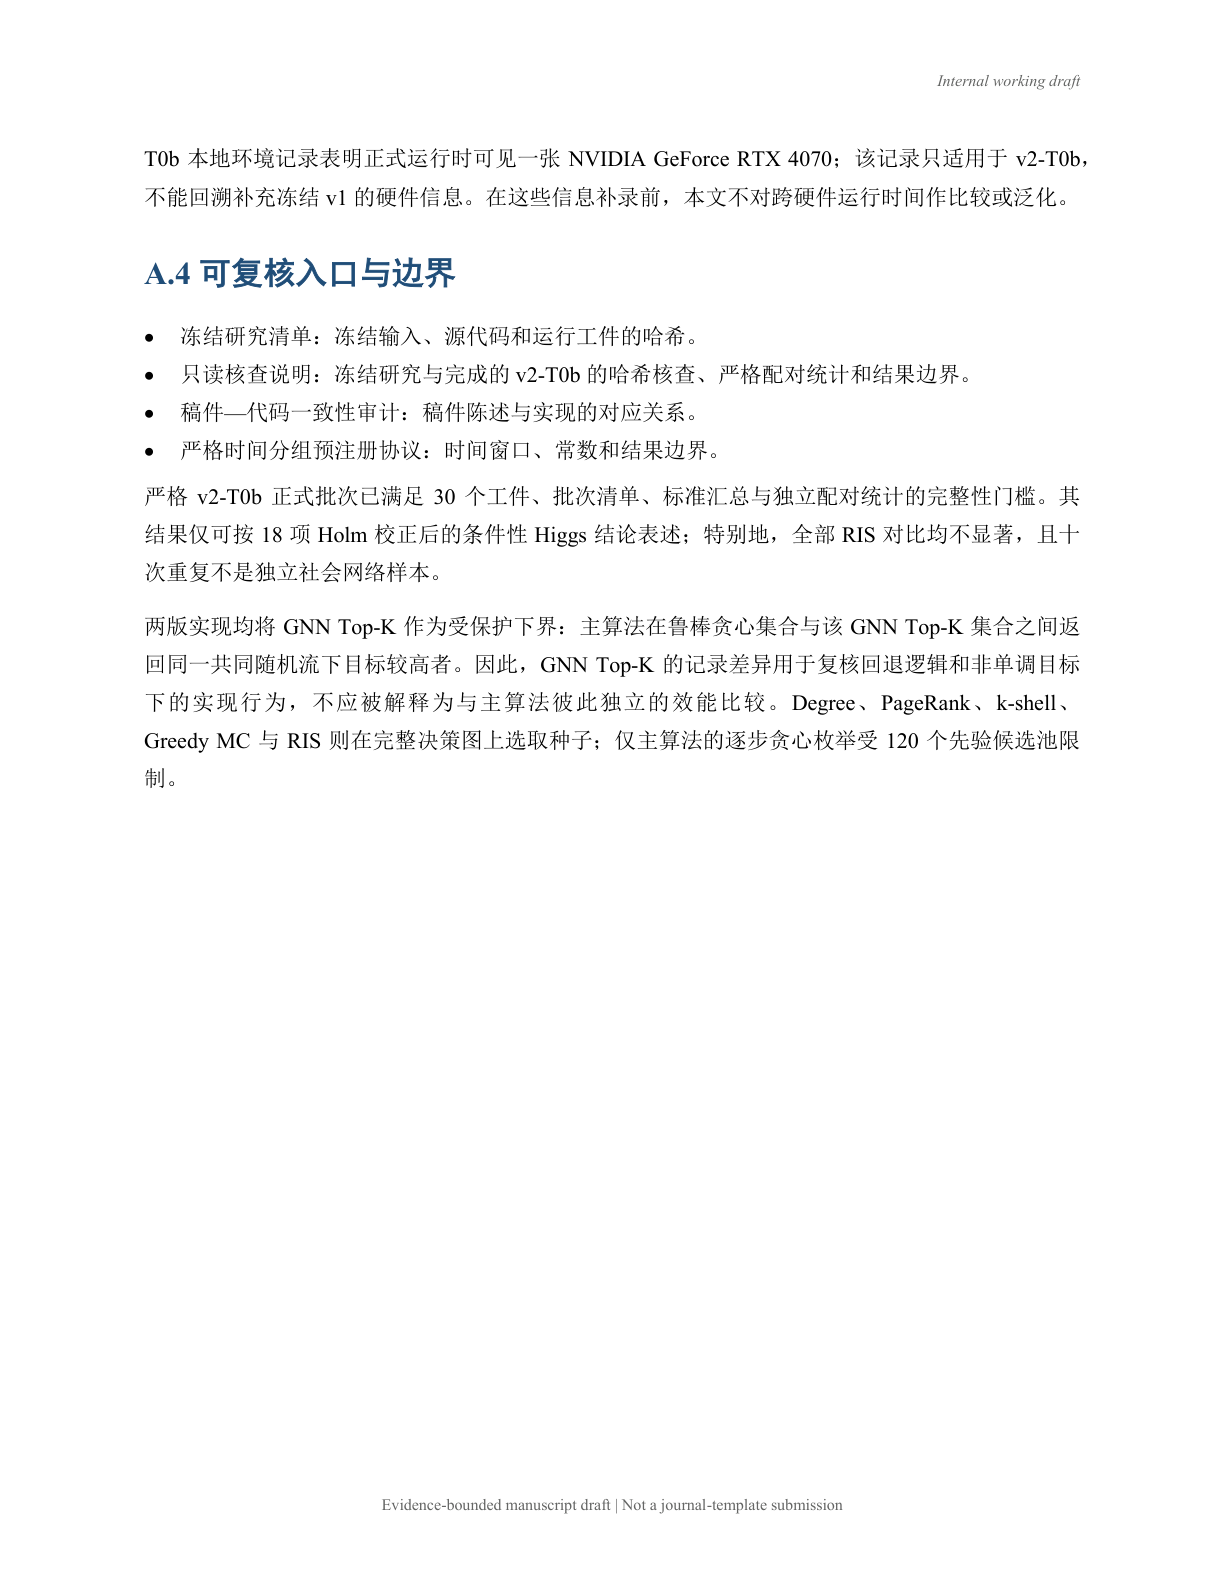 Internal working draft
T0b 本地环境记录表明正式运行时可见一张 NVIDIA GeForce RTX 4070；该记录只适用于 v2-T0b，
不能回溯补充冻结 v1 的硬件信息。在这些信息补录前，本文不对跨硬件运行时间作比较或泛化。
A.4 可复核入口与边界
• 冻结研究清单：冻结输入、源代码和运行工件的哈希。
• 只读核查说明：冻结研究与完成的 v2-T0b 的哈希核查、严格配对统计和结果边界。
• 稿件—代码一致性审计：稿件陈述与实现的对应关系。
• 严格时间分组预注册协议：时间窗口、常数和结果边界。
严格 v2-T0b 正式批次已满足 30 个工件、批次清单、标准汇总与独立配对统计的完整性门槛。其
结果仅可按 18 项 Holm 校正后的条件性 Higgs 结论表述；特别地，全部 RIS 对比均不显著，且十
次重复不是独立社会网络样本。
两版实现均将 GNN Top-K 作为受保护下界：主算法在鲁棒贪心集合与该 GNN Top-K 集合之间返
回同一共同随机流下目标较高者。因此，GNN Top-K 的记录差异用于复核回退逻辑和非单调目标
下的实现行为，不应被解释为与主算法彼此独立的效能比较。Degree、PageRank、k-shell、
Greedy MC 与 RIS 则在完整决策图上选取种子；仅主算法的逐步贪心枚举受 120 个先验候选池限
制。
Evidence-bounded manuscript draft | Not a journal-template submission